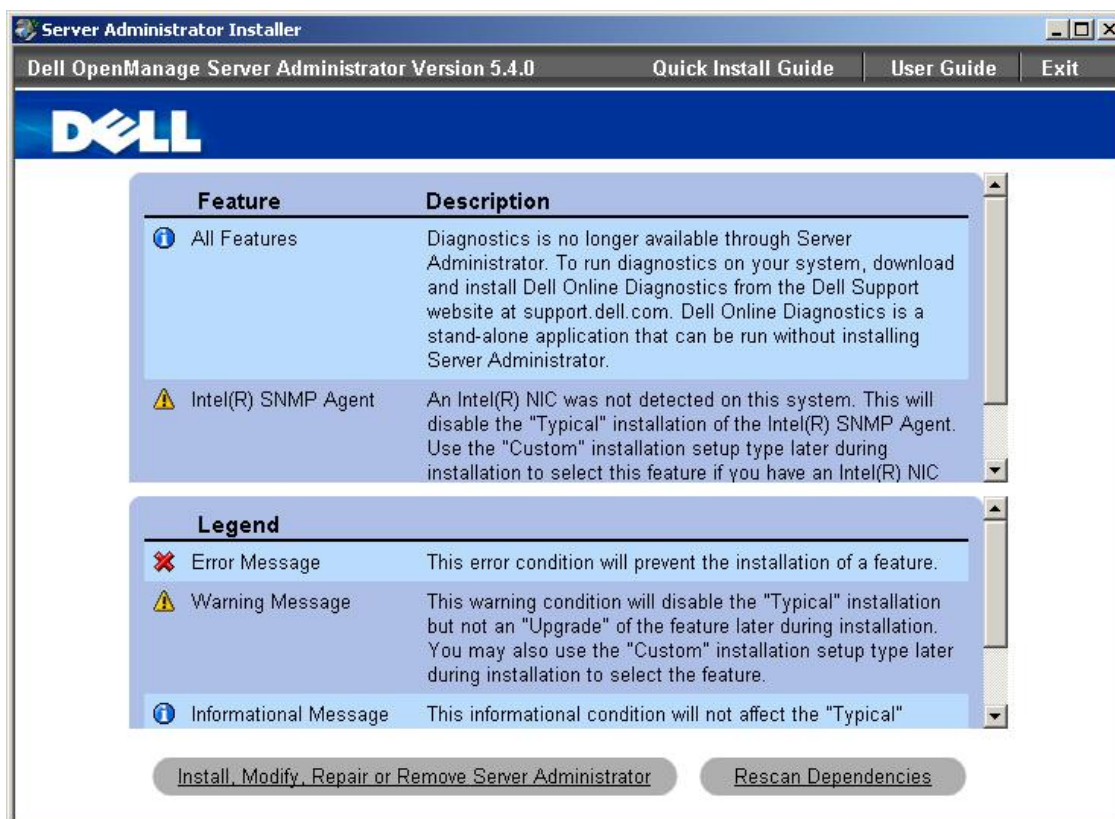 Server Administrator Installer
Dell OpenManage Server Administrator Version 5.4.0 Quick Install Guide User Guide Exit
DELL
Feature Description
All Features Diagnostics is no longer available through Server
Administrator. To run diagnostics on your system, download
and install Dell Online Diagnostics from the Dell Support
website at support.dell.com. Dell Online Diagnostics is a
stand-alone application that can be run without installing
Server Administrator.
Intel(R) SNMP Agent An Intel(R) NIC was not detected on this system. This will
disable the "Typical" installation of the Intel(R) SNMP Agent.
Use the "Custom" installation setup type later during
installation to select this feature if you have an Intel(R) NIC
Legend
Error Message This error condition will prevent the installation of a feature.
Warning Message This warning condition will disable the "Typical" installation
but not an "Upgrade" of the feature later during installation.
You may also use the "Custom" installation setup type later
during installation to select the feature.
Informational Message This informational condition will not affect the "Typical"
Install, Modify, Repair or Remove Server Administrator Rescan Dependencies